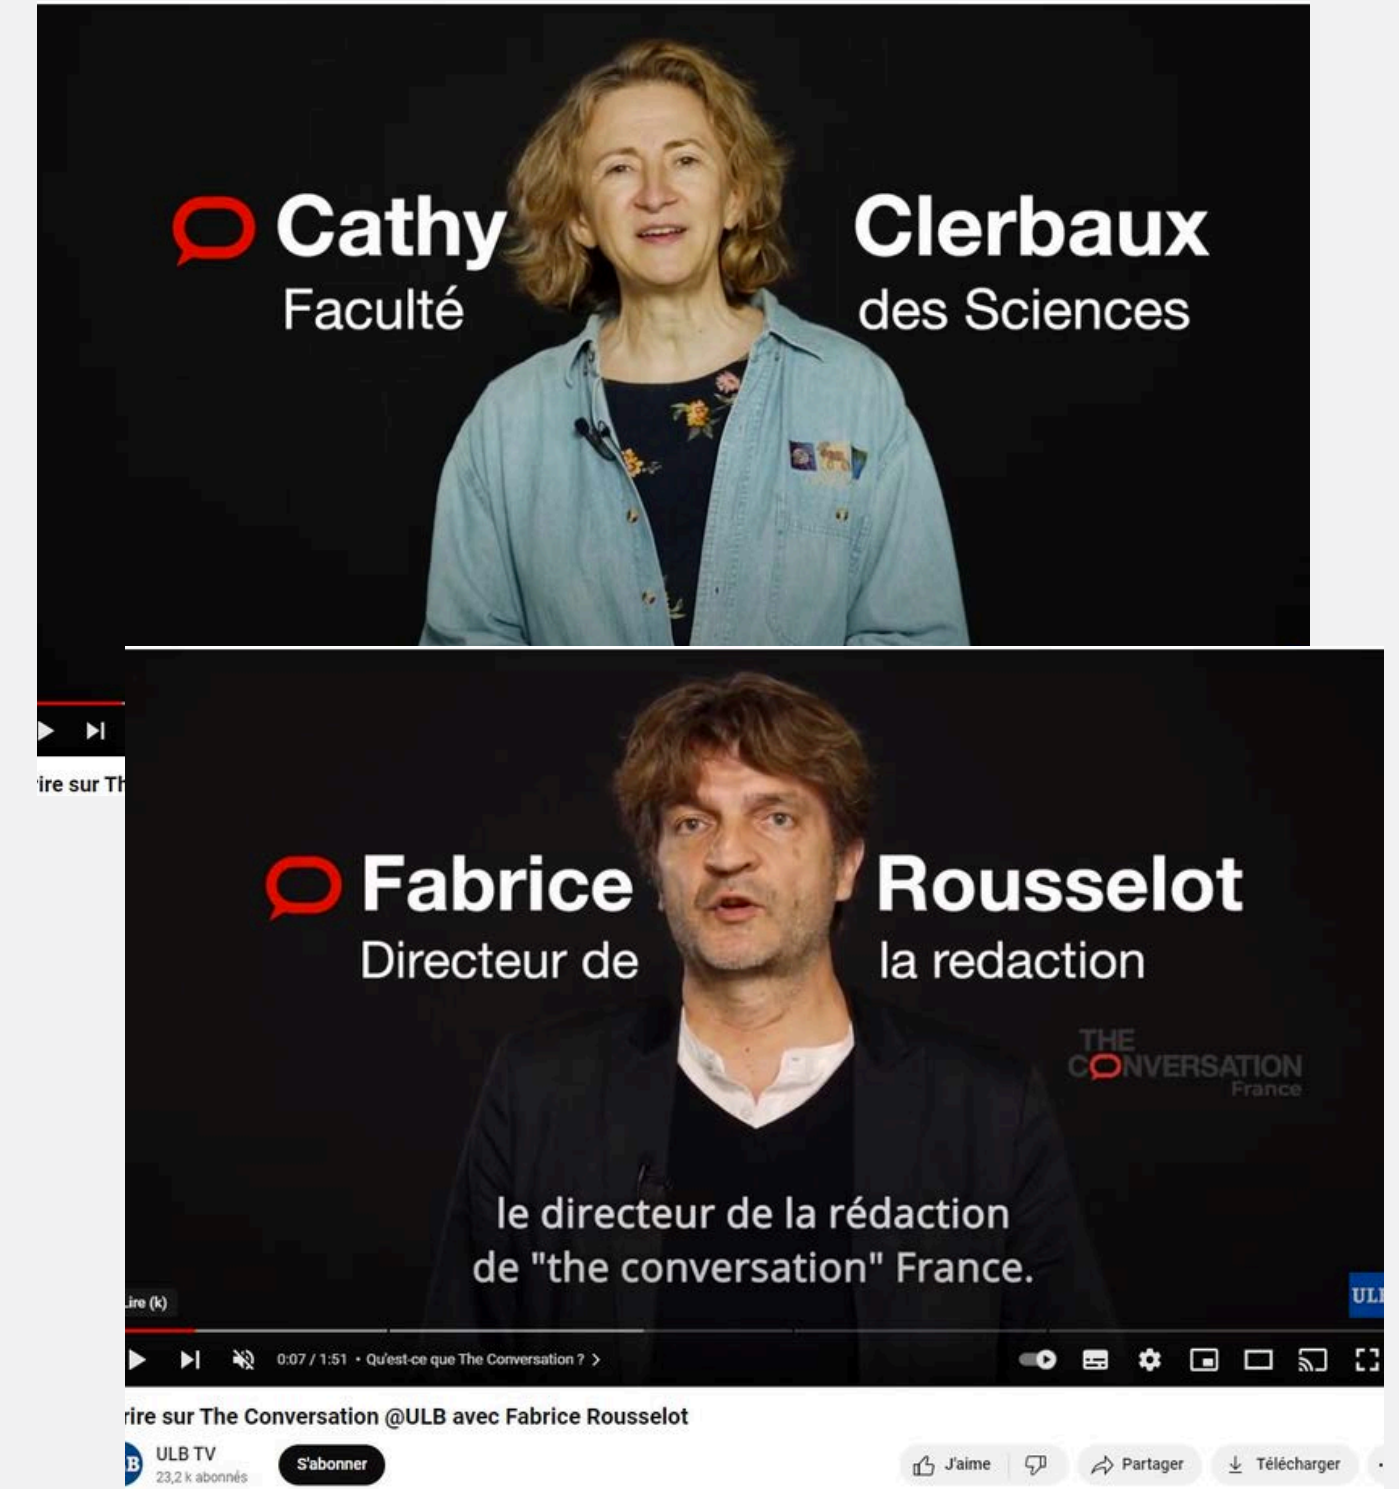 Cathy Clerbaux
Faculté des Sciences
ire sur Th
Fabrice Rousselot
Directeur de la redaction
THE
CONVERSATION
France
le directeur de la rédaction
de "the conversation" France.
Lire (k)
ULB
0:07 / 1:51 • Qu'est-ce que The Conversation ?
rire sur The Conversation @ULB avec Fabrice Rousselot
B
ULB TV
23,2 k abonnés
S'abonner
J'aime
Partager
Télécharger